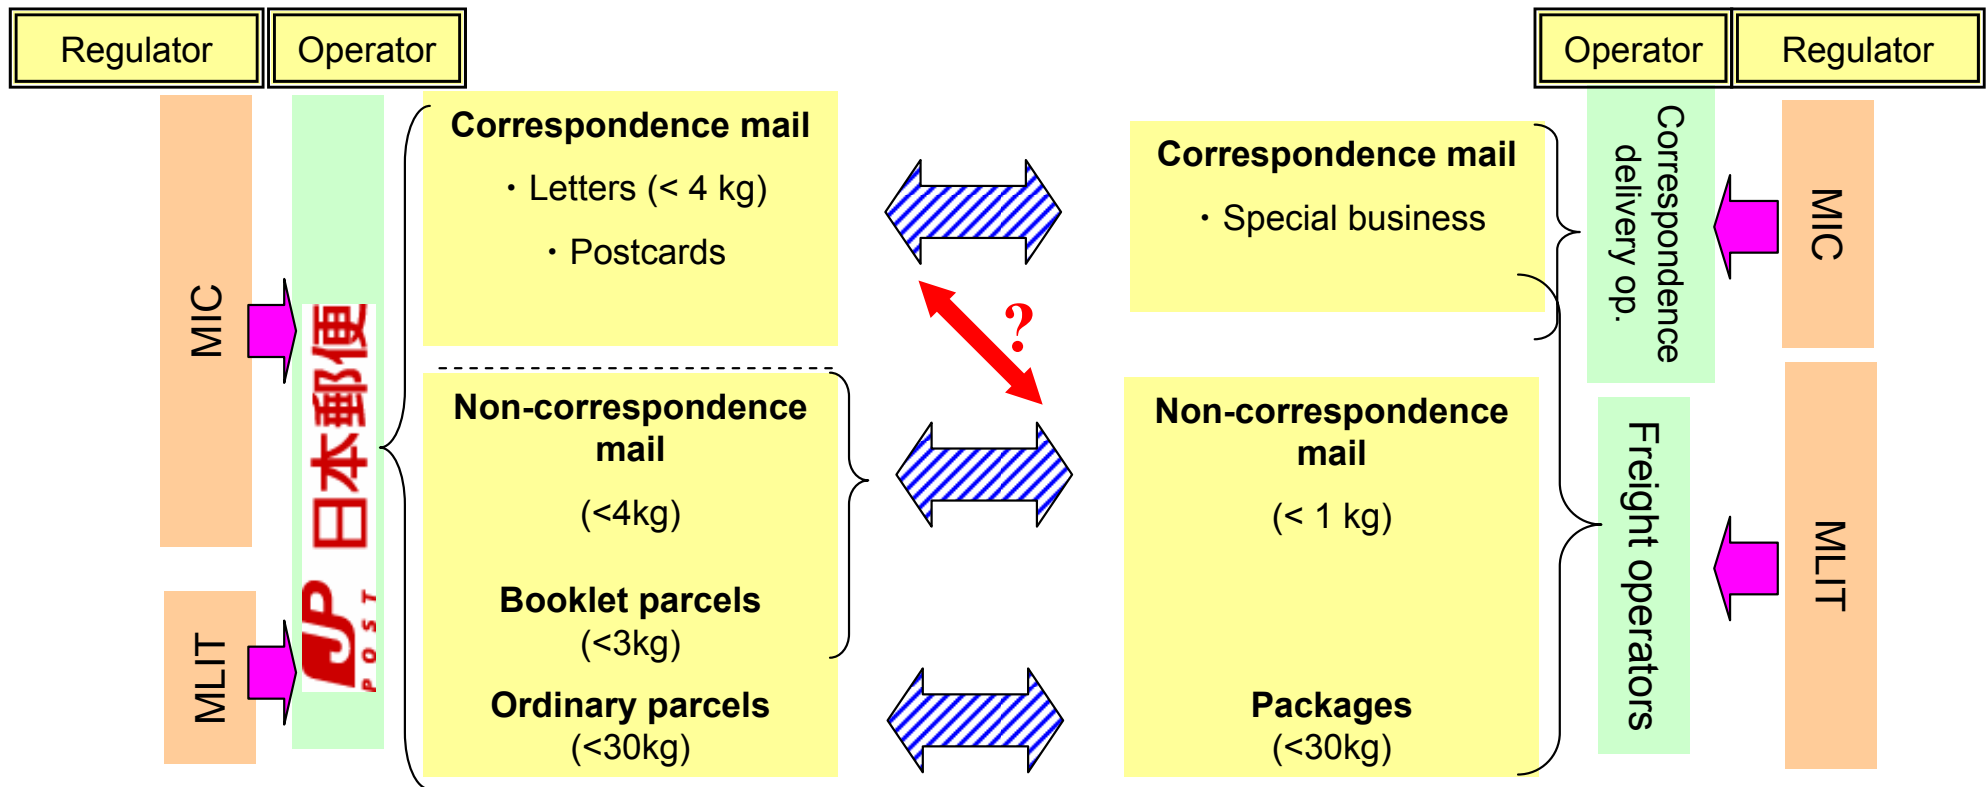 Regulator
Operator
Operator
Regulator
MIC
MLIT
日本郵便
JP
POST
Correspondence mail
・Letters (< 4 kg)
・Postcards
Non-correspondence
mail
(<4kg)
Booklet parcels
(<3kg)
Ordinary parcels
(<30kg)
?
Correspondence mail
・Special business
Non-correspondence
mail
(< 1 kg)
Packages
(<30kg)
Correspondence
delivery op.
Freight operators
MIC
MLIT